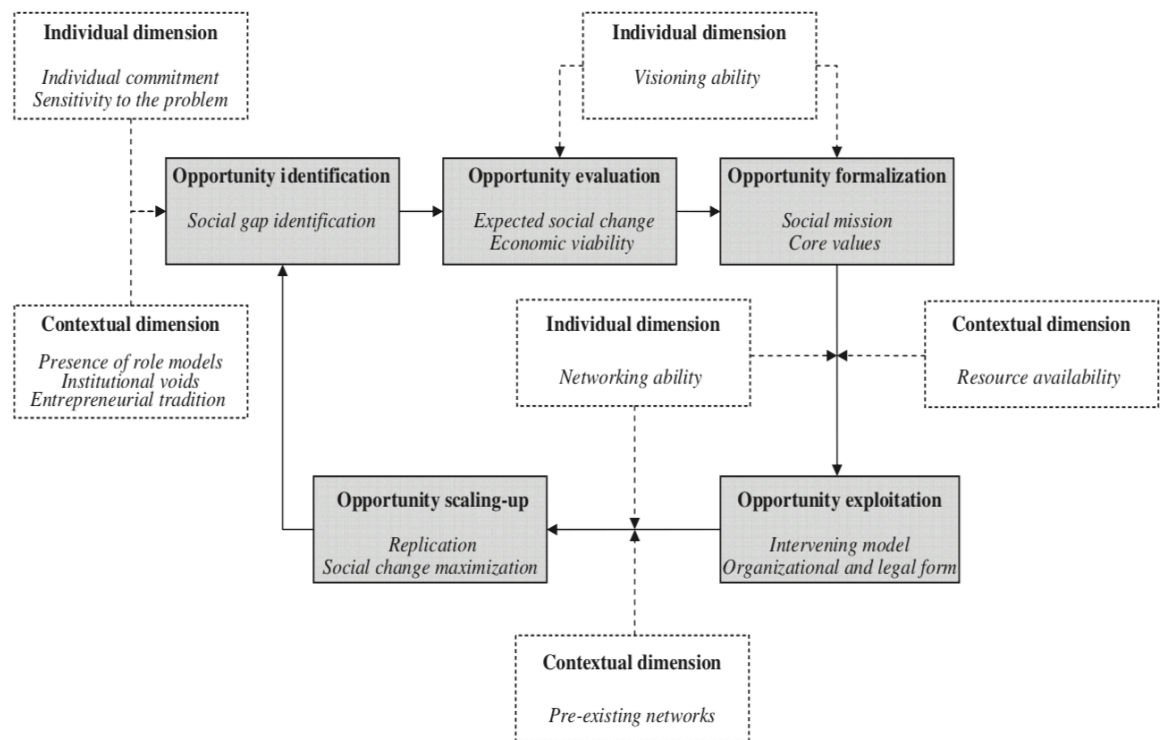 Individual dimension
Individual commitment
Sensitivity to the problem
Individual dimension
Visioning ability
Opportunity identification
Social gap identification
Opportunity evaluation
Expected social change
Economic viability
Opportunity formalization
Social mission
Core values
Contextual dimension
Presence of role models
Institutional voids
Entrepreneurial tradition
Individual dimension
Networking ability
Contextual dimension
Resource availability
Opportunity scaling-up
Replication
Social change maximization
Opportunity exploitation
Intervening model
Organizational and legal form
Contextual dimension
Pre-existing networks